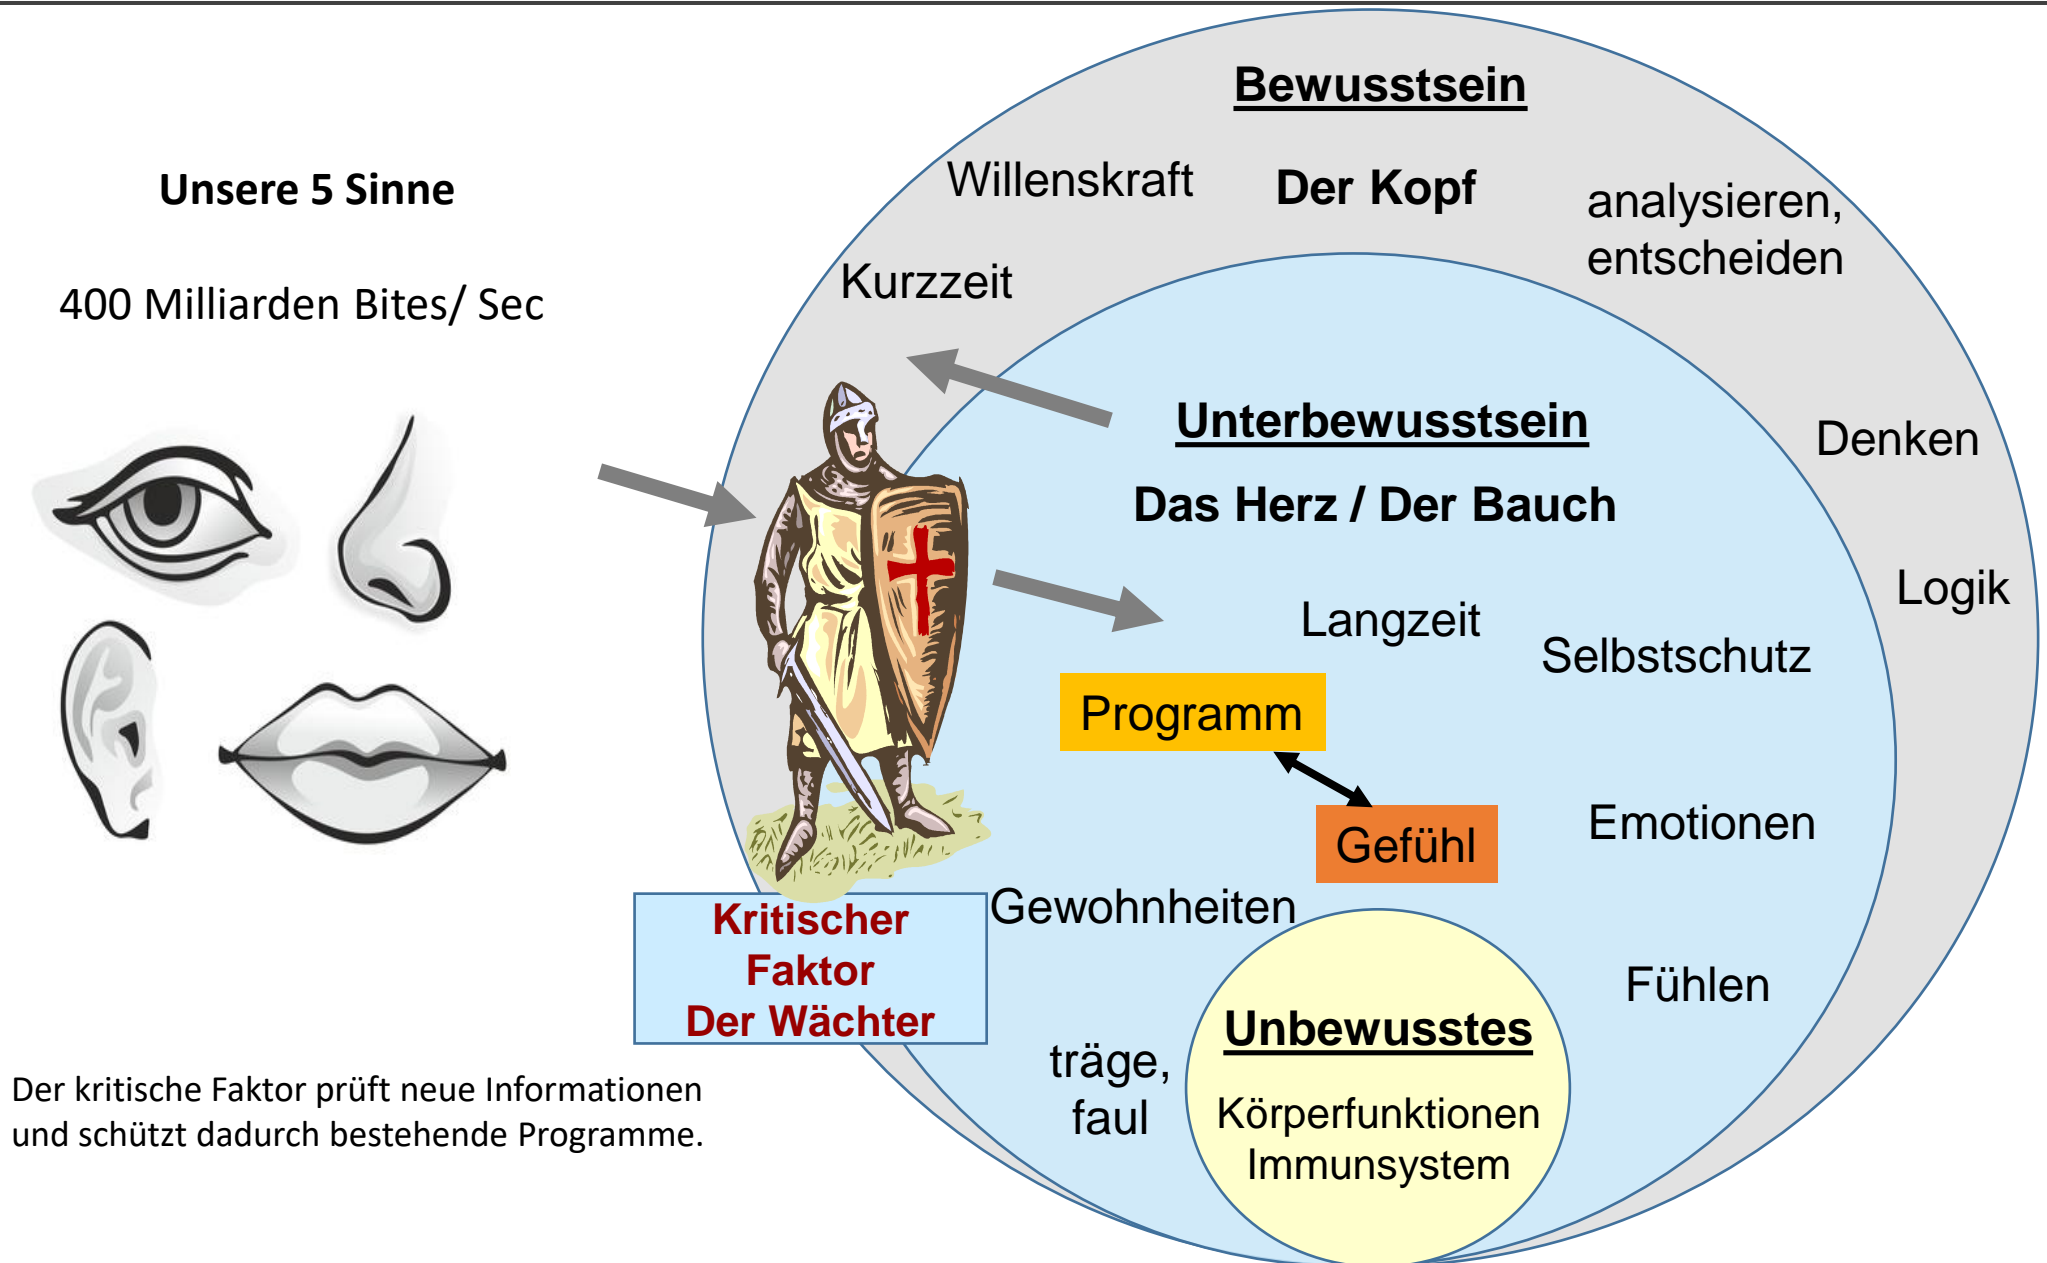 Unsere 5 Sinne
400 Milliarden Bites/ Sec
Bewusstsein
Der Kopf
Willenskraft
Kurzzeit
analysieren,
entscheiden
Denken
Logik
Unterbewusstsein
Das Herz / Der Bauch
Langzeit
Selbstschutz
Programm
Gefühl
Emotionen
Gewohnheiten
Fühlen
träge,
faul
Unbewusstes
Körperfunktionen
Immunsystem
Kritischer
Faktor
Der Wächter
Der kritische Faktor prüft neue Informationen
und schützt dadurch bestehende Programme.